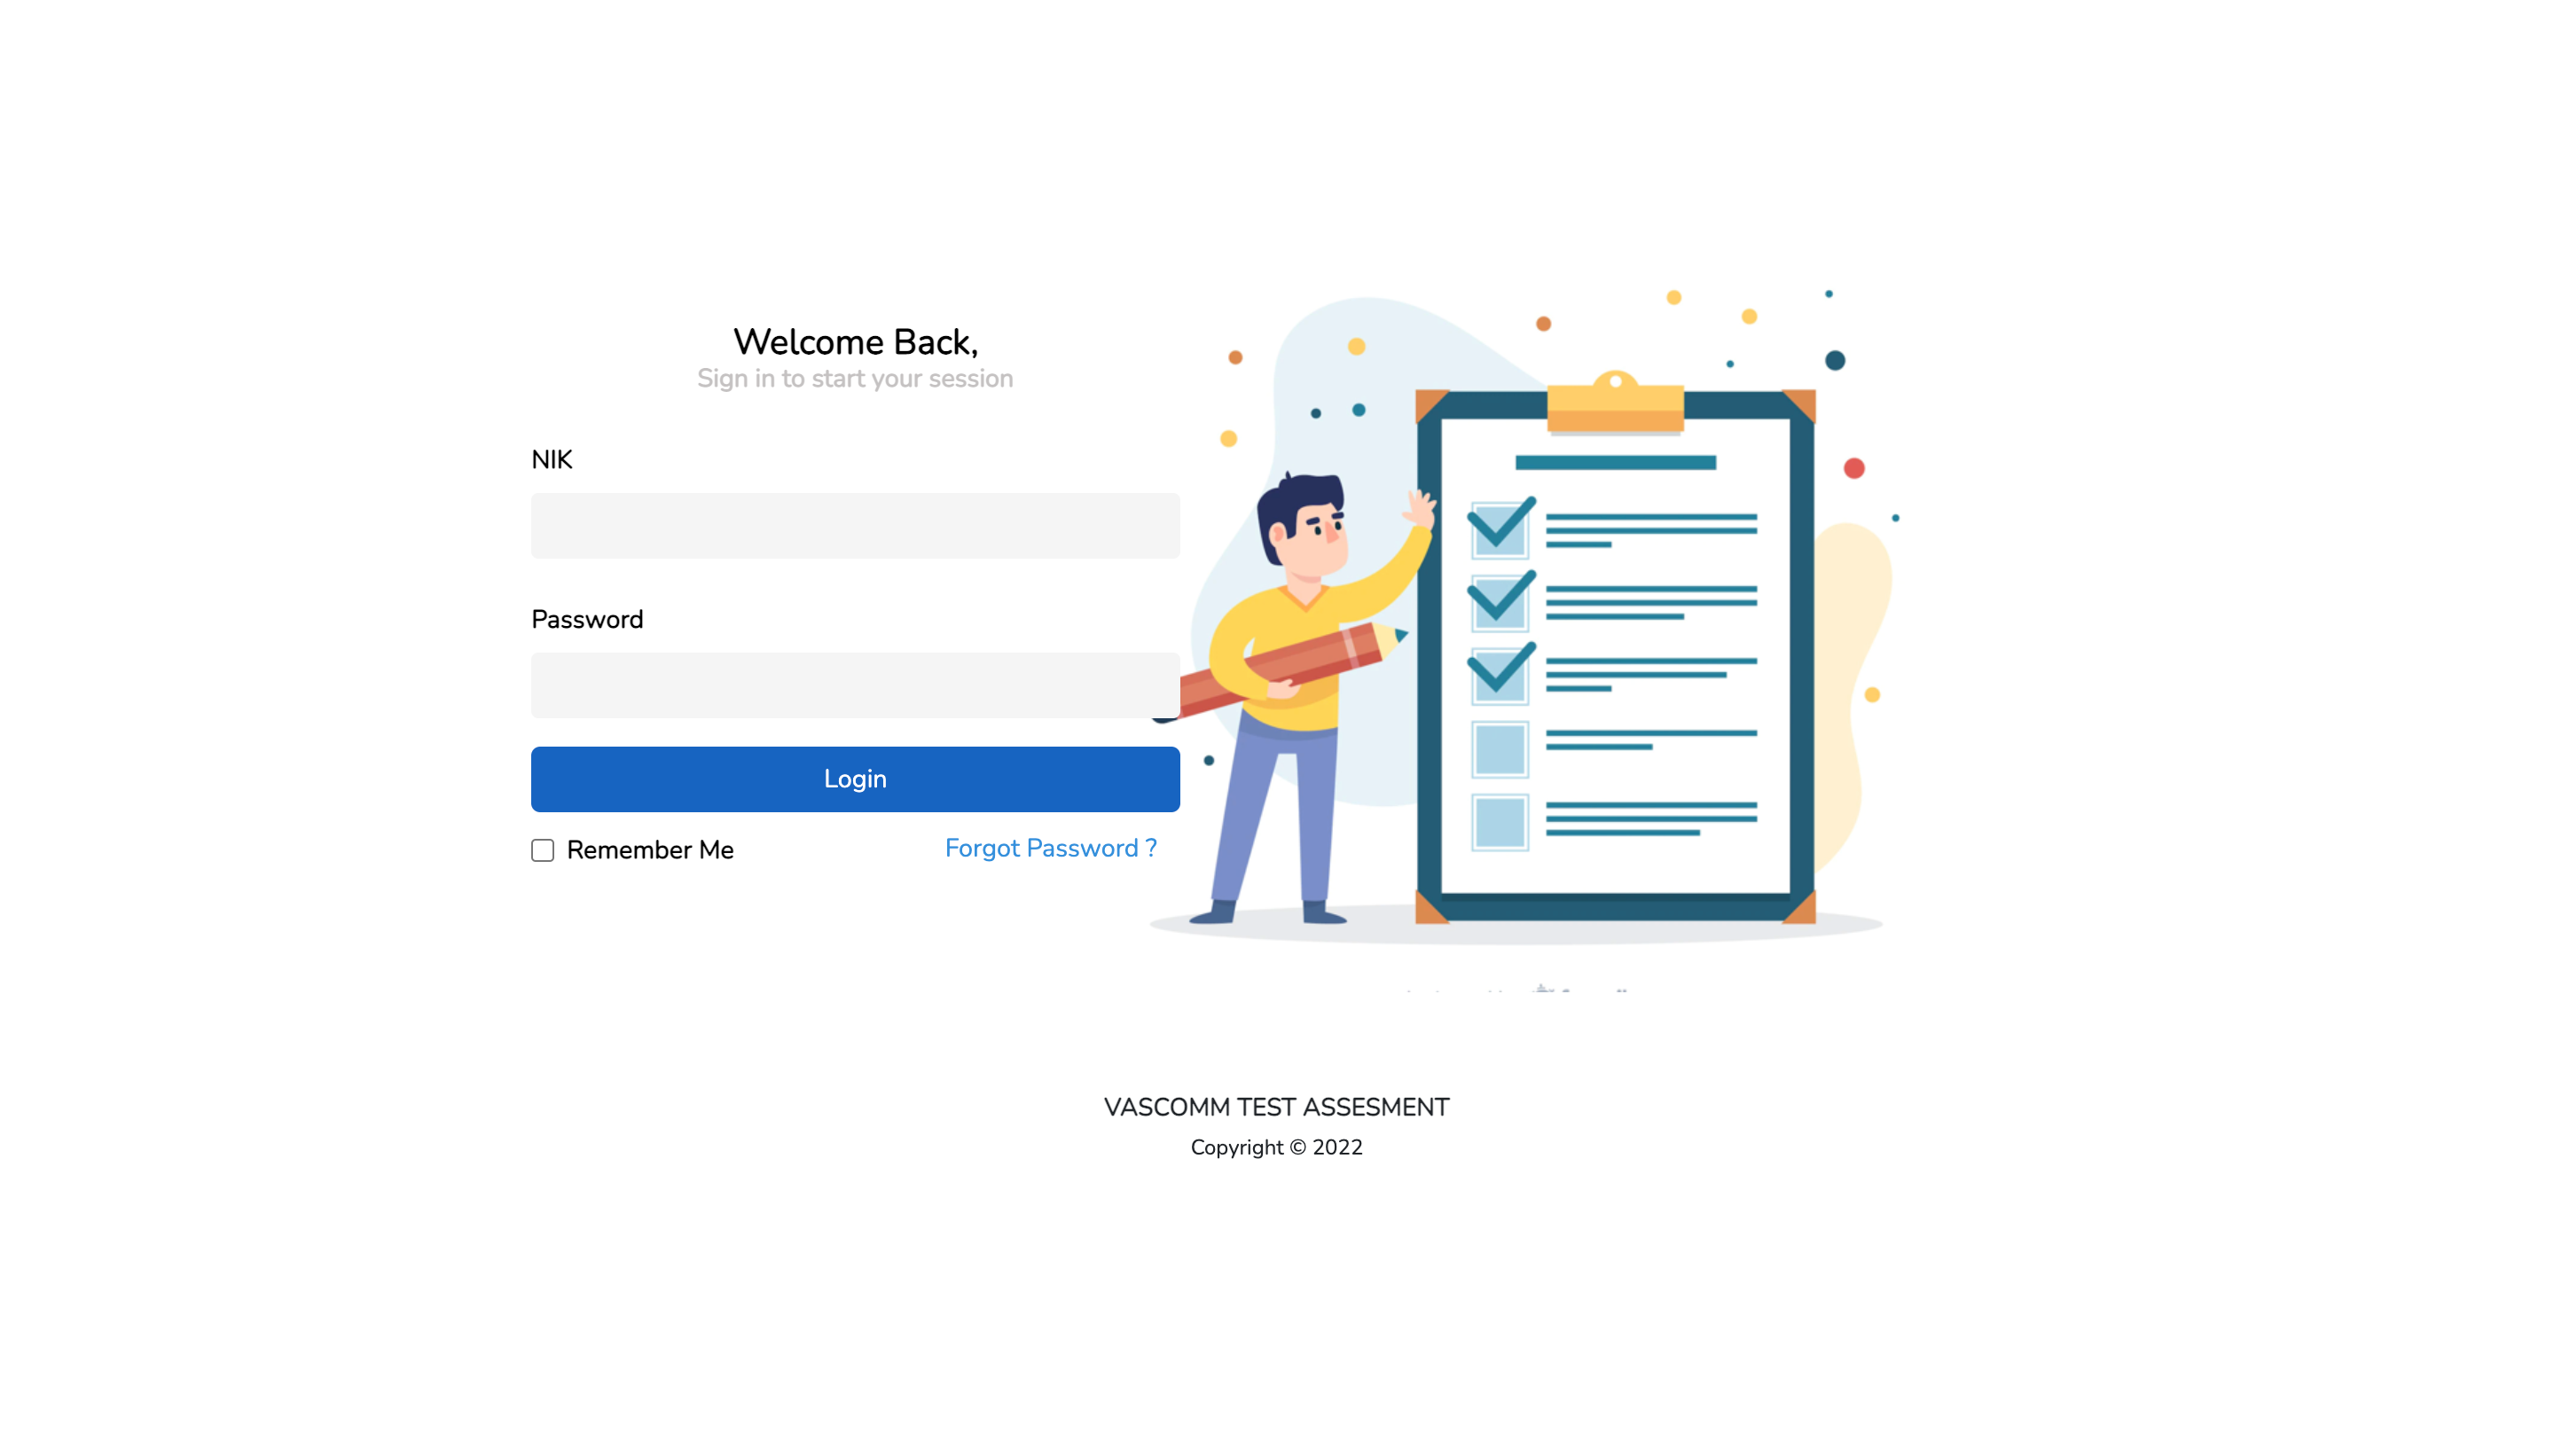 Welcome Back,
Sign in to start your session
NIK
Password
Login
Remember Me
Forgot Password ?
VASCOMM TEST ASSESMENT
Copyright © 2022